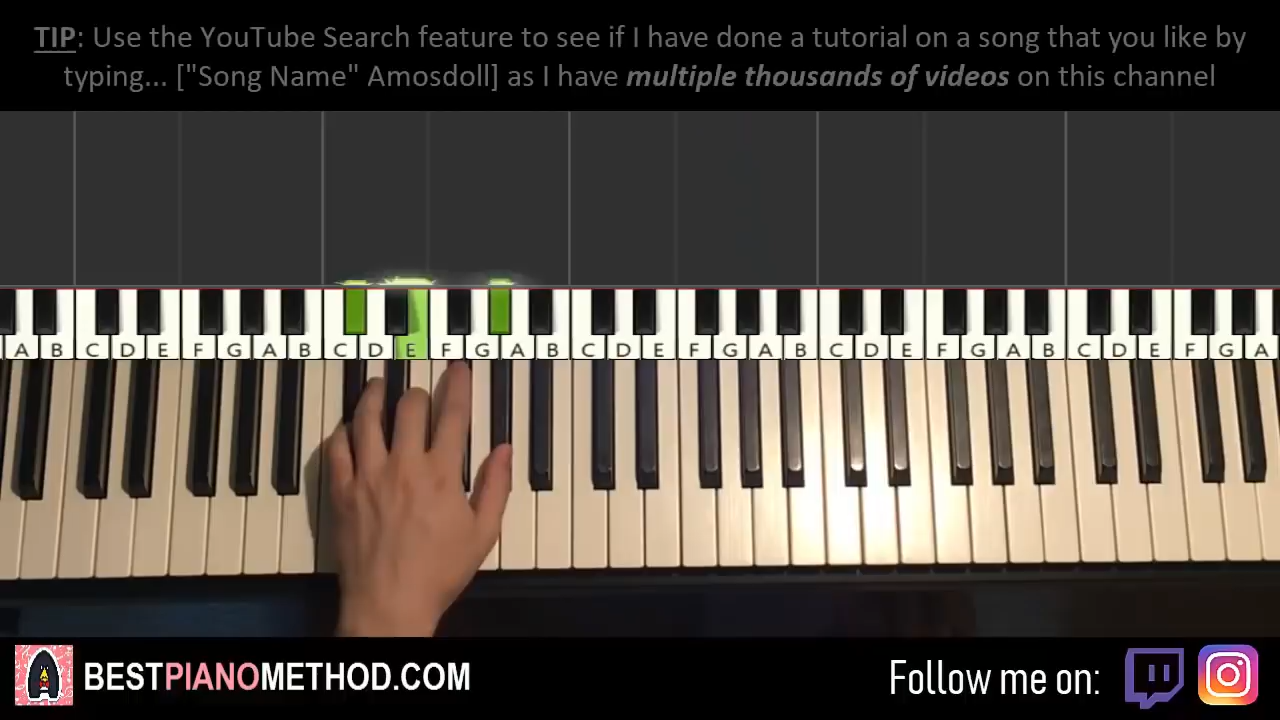 TIP: Use the YouTube Search feature to see if I have done a tutorial on a song that you like by
typing... ["Song Name" Amosdoll] as I have multiple thousands of videos on this channel
A B C D E F G A B C D E F G A B C D E F G A B C D E F G A B C D E F G A
BESTPIANOMETHOD.COM
Follow me on: